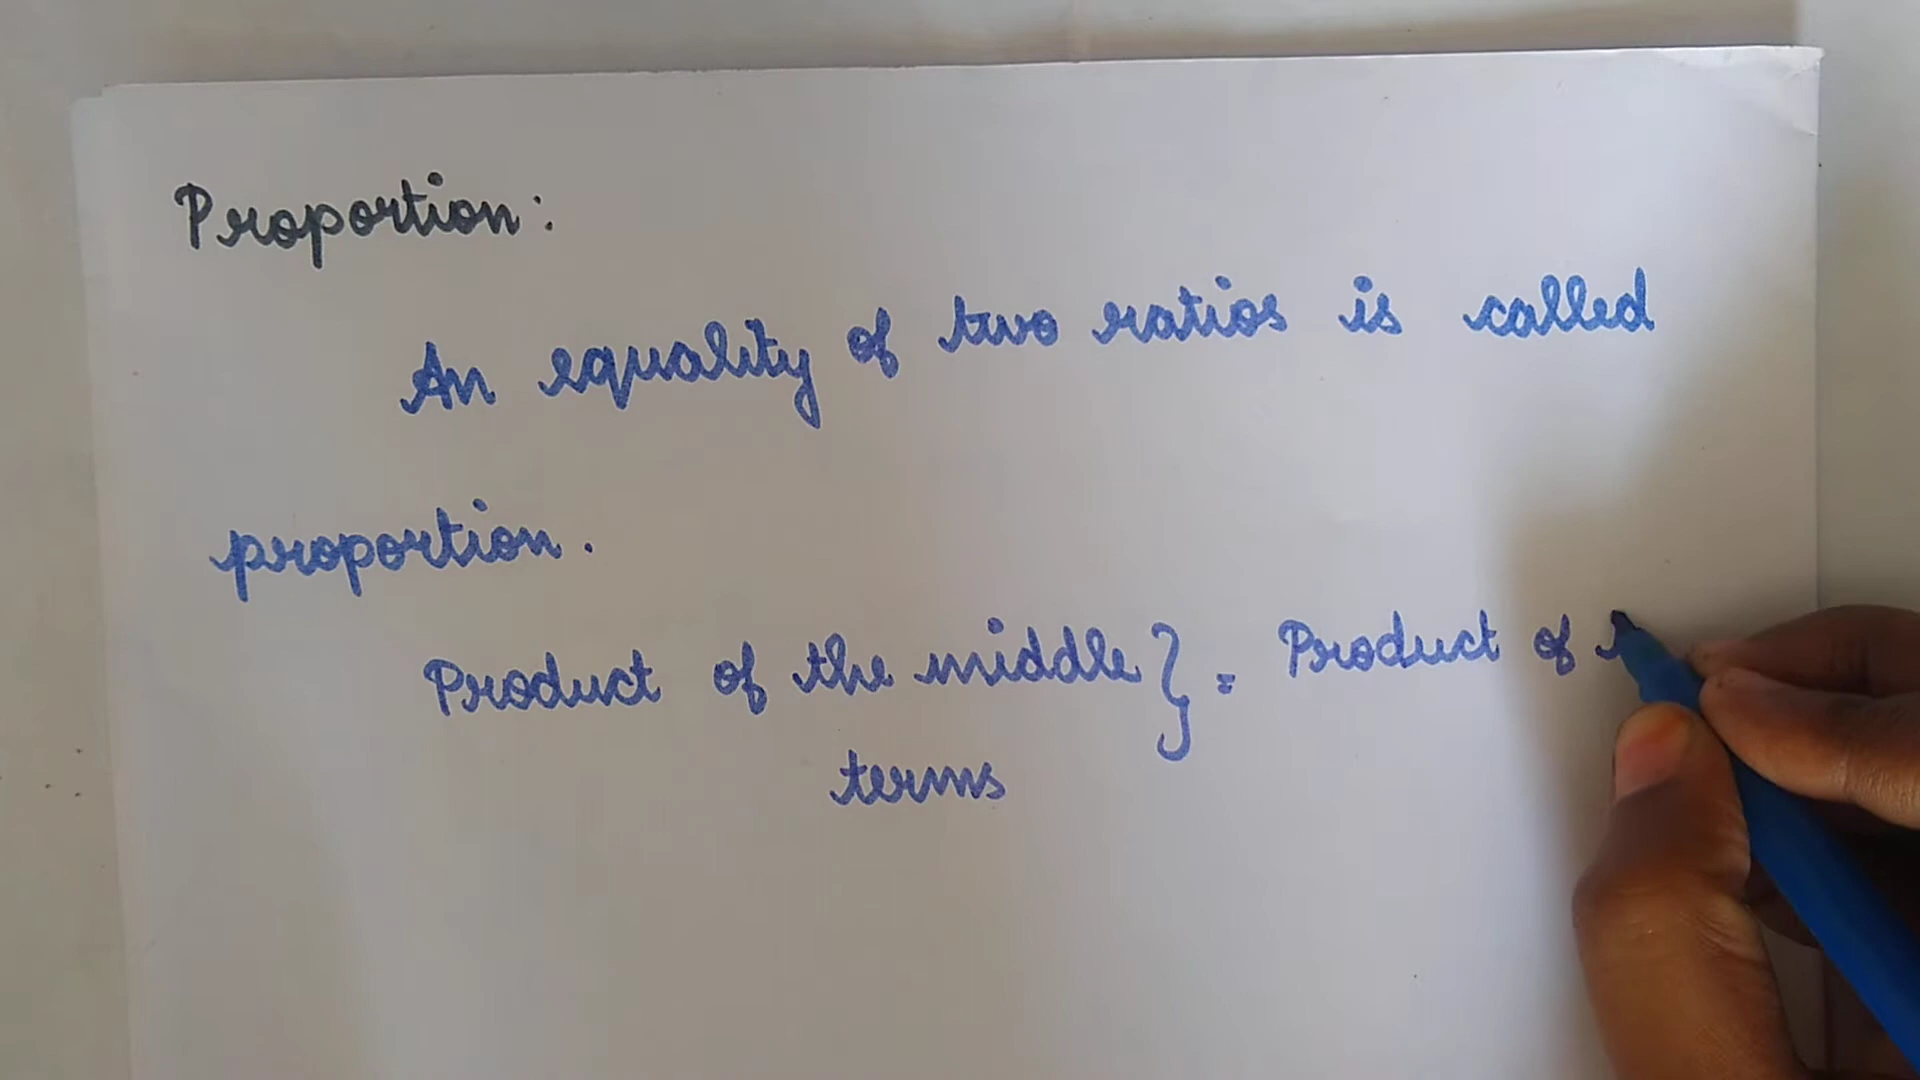 Proportion:
An equality of two ratios is called
proportion.
Product of the middle } = Product of
terms